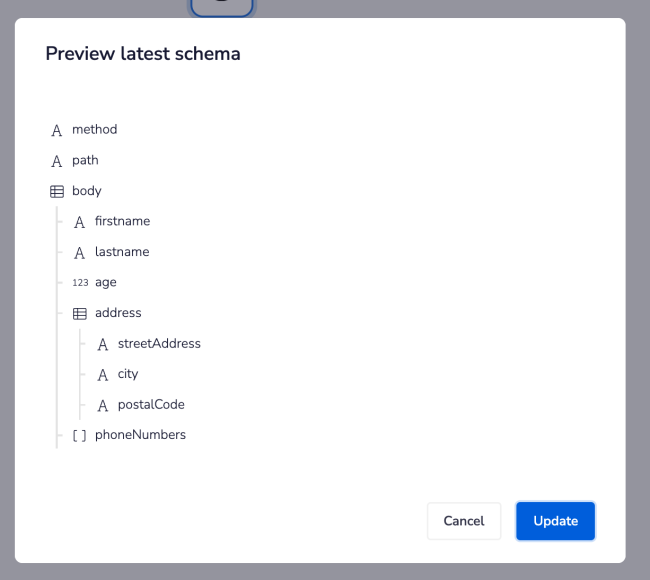 Preview latest schema
A method
A path
body
A firstname
A lastname
123 age
address
A streetAddress
A city
A postalCode
[ ] phoneNumbers
Cancel Update